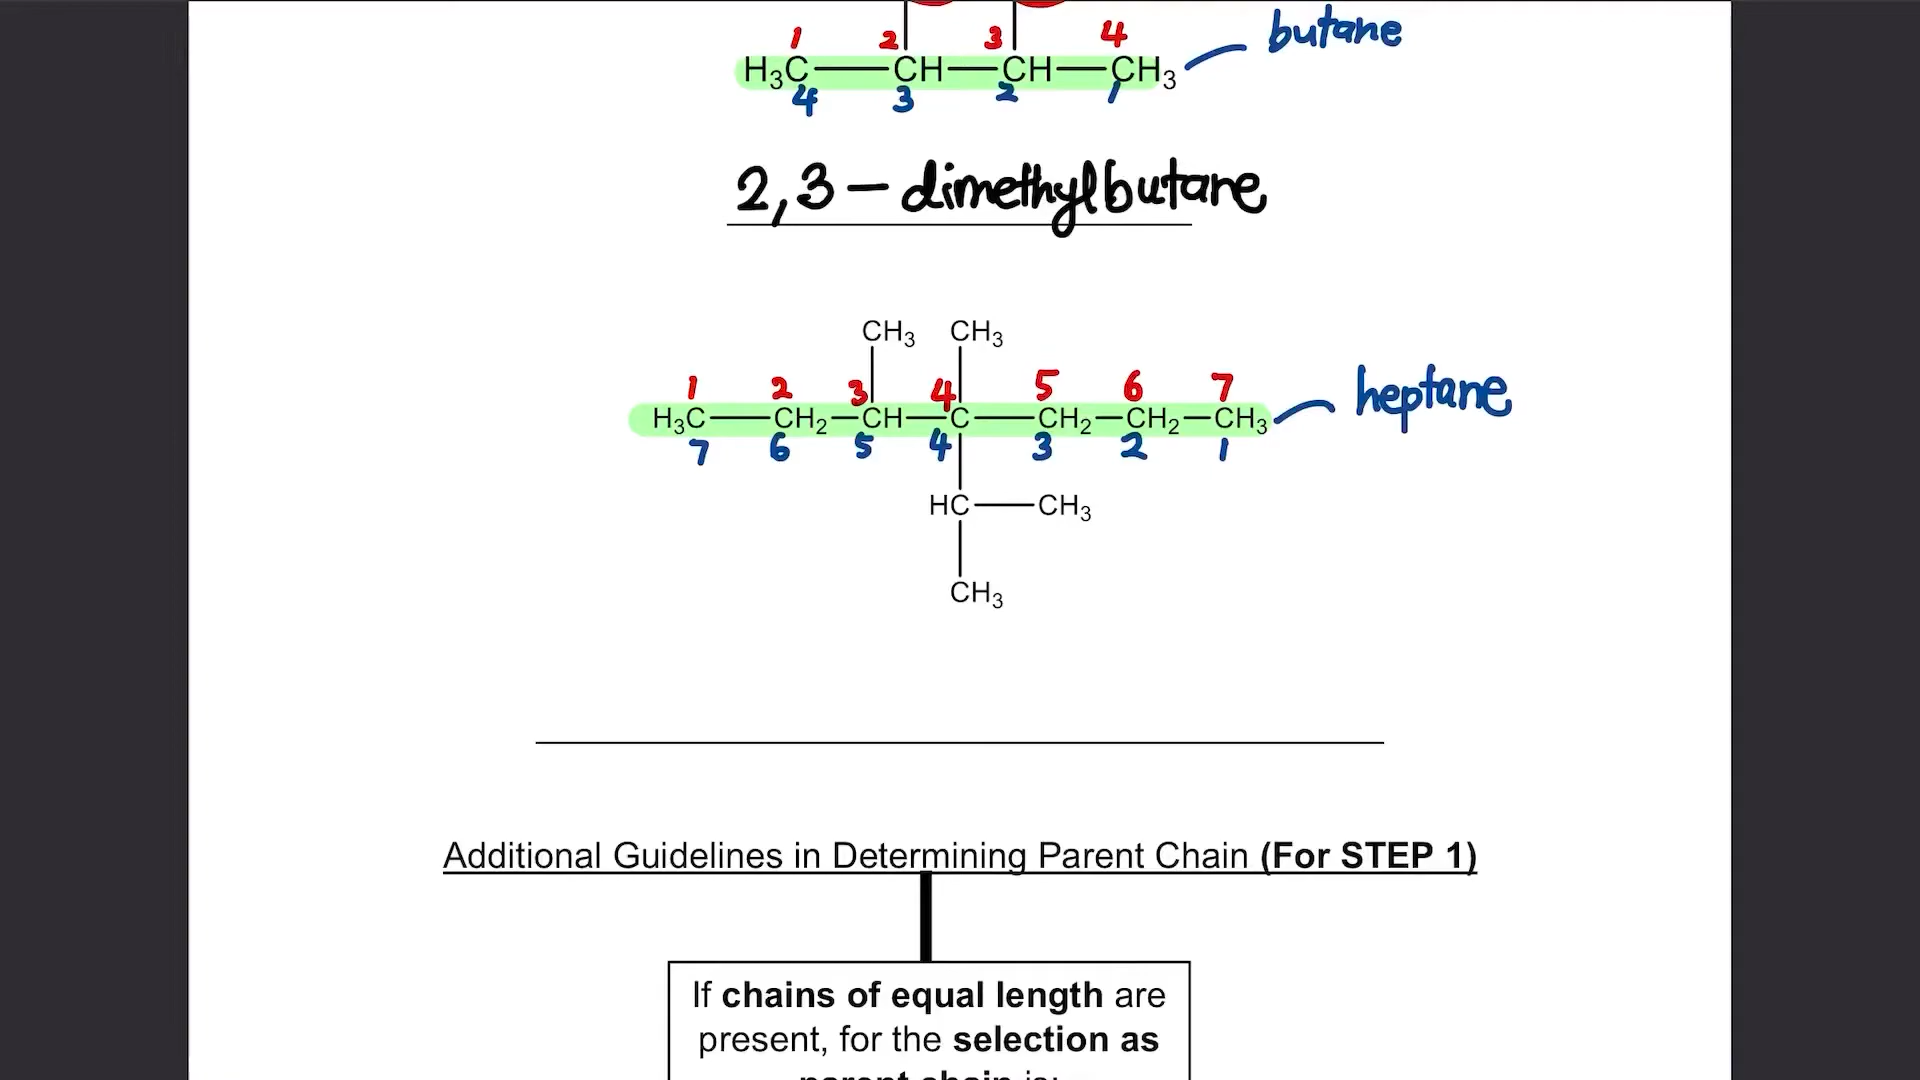 1 2 3 4 butane
H₃C CH CH CH₃
4 3 2 1
2,3 – dimethylbutane
CH₃ CH₃
1 2 3 4 5 6 7 heptane
H₃C CH₂ CH C CH₂ CH₂ CH₃
7 6 5 4 3 2 1
HC CH₃
CH₃
Additional Guidelines in Determining Parent Chain (For STEP 1)
If chains of equal length are
present, for the selection as
parent chain is: